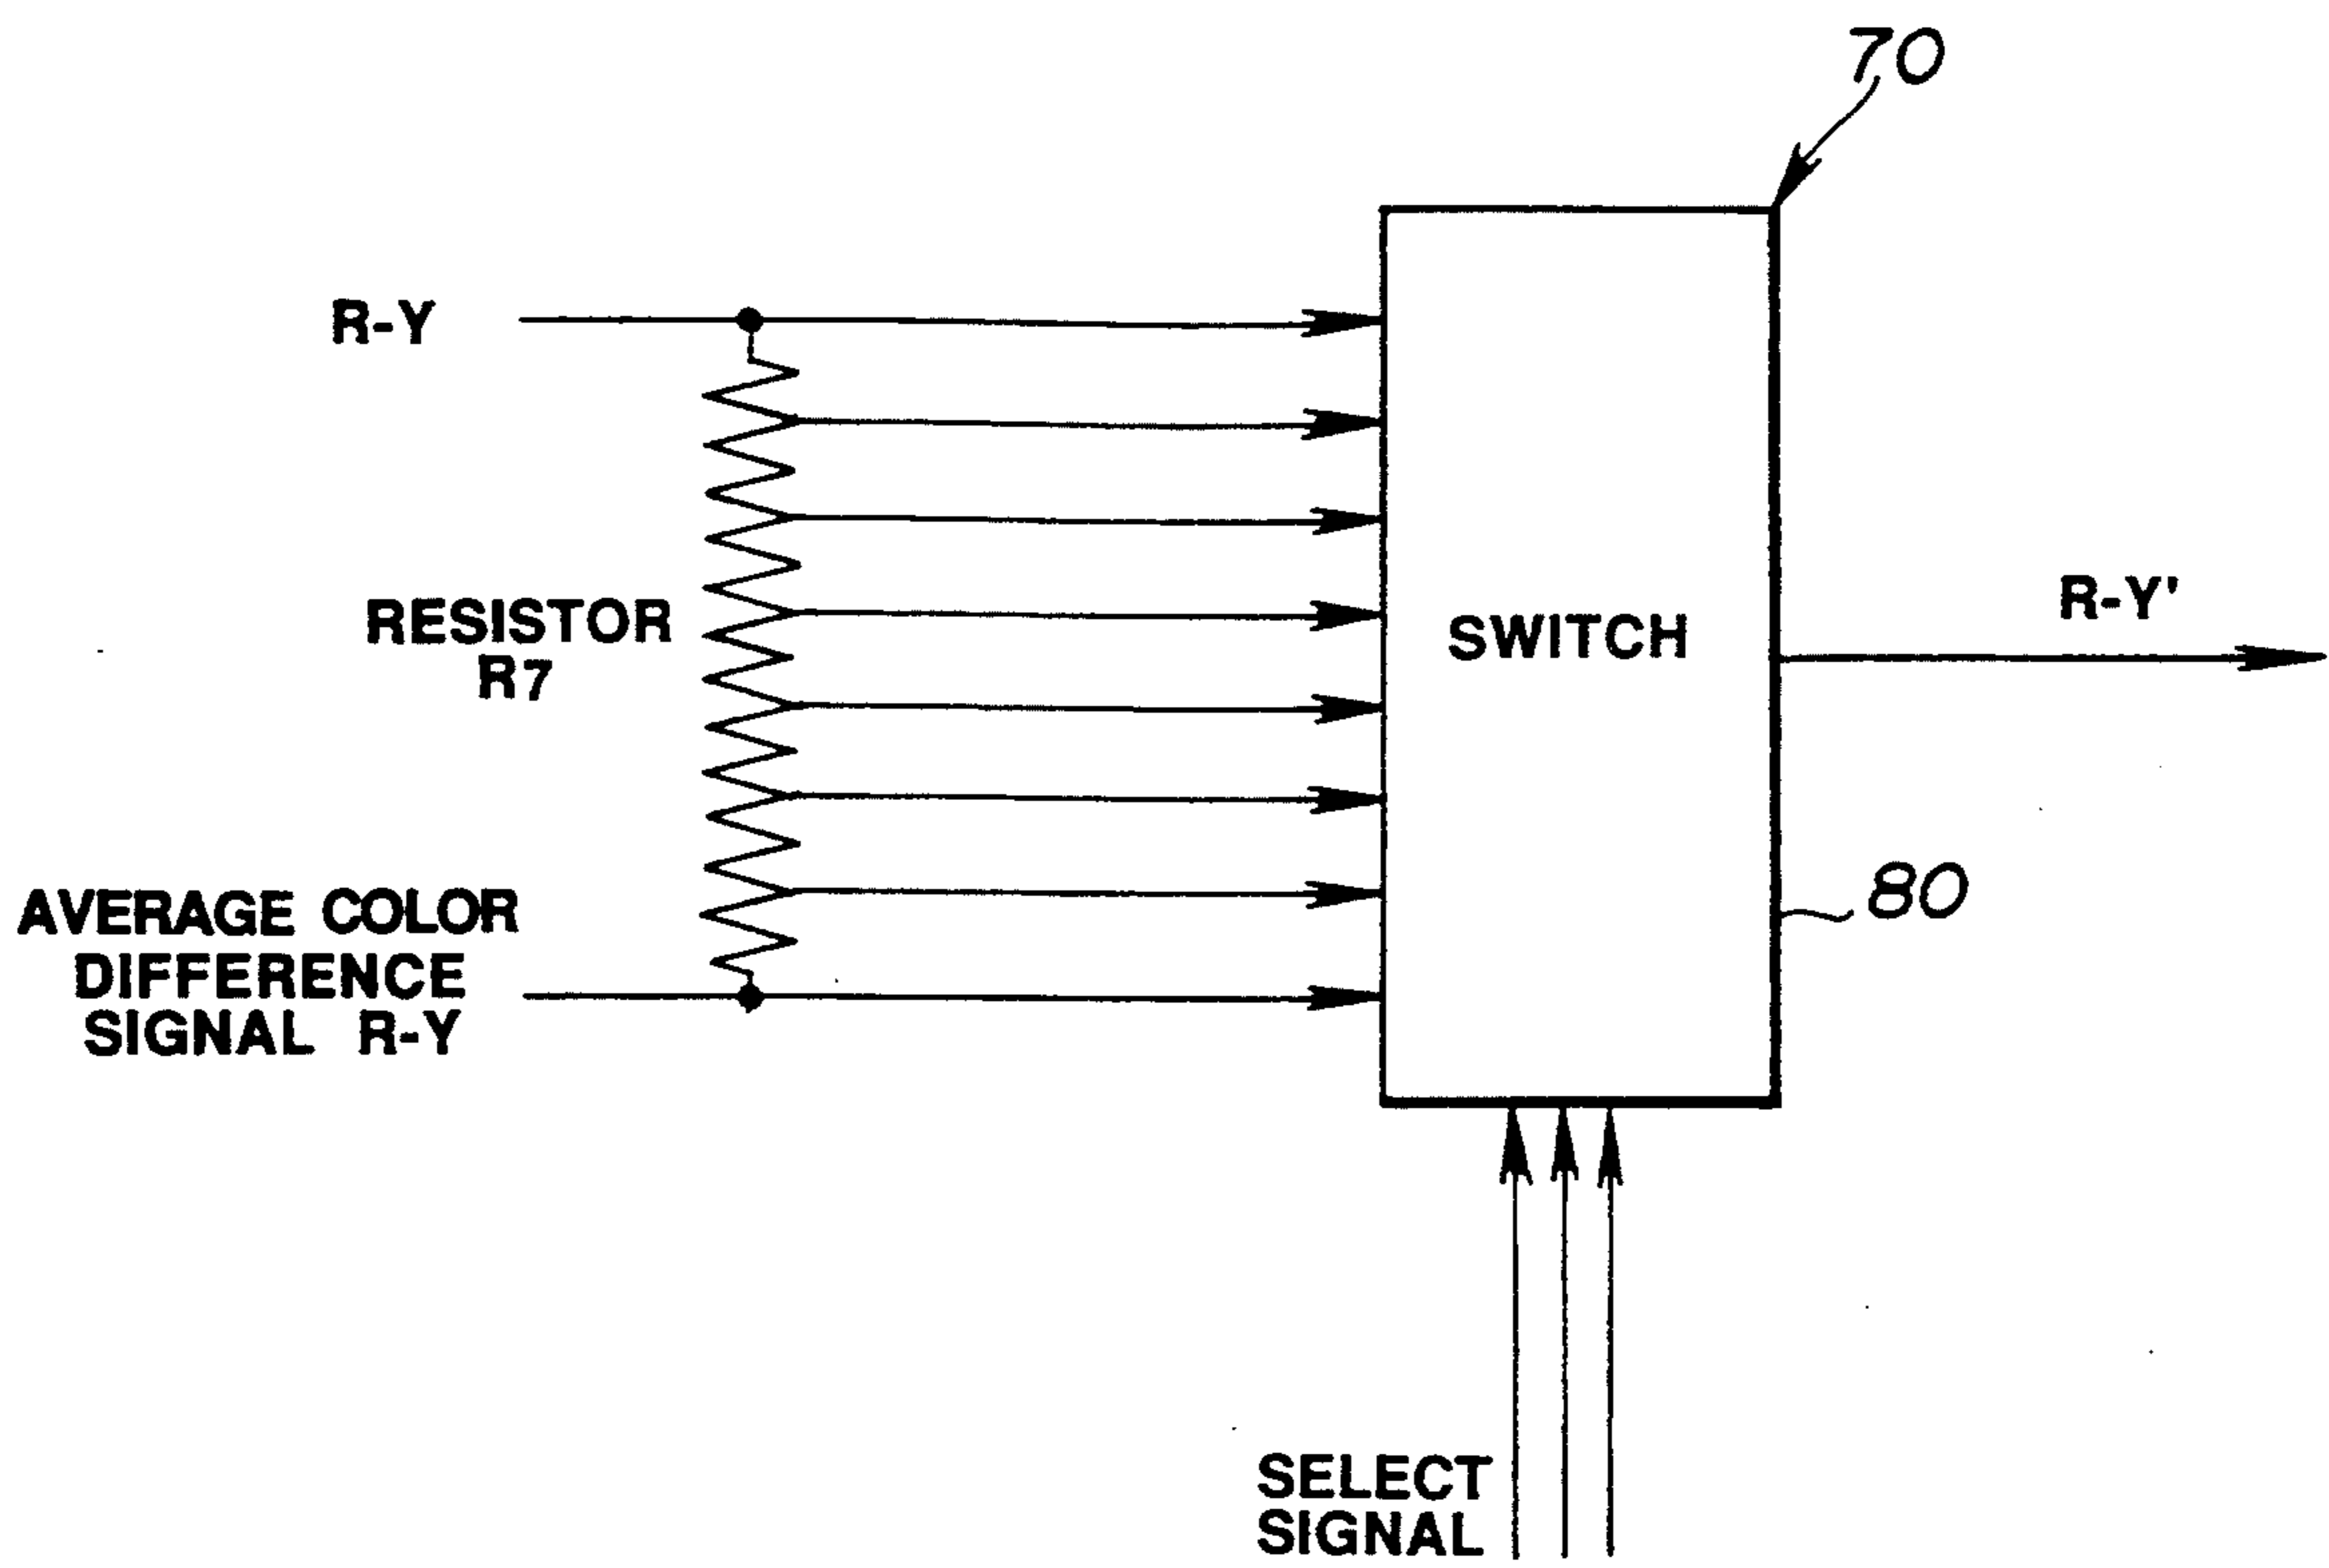 70
R-Y
RESISTOR
R7
SWITCH
R-Y'
80
AVERAGE COLOR
DIFFERENCE
SIGNAL R-Y
SELECT
SIGNAL